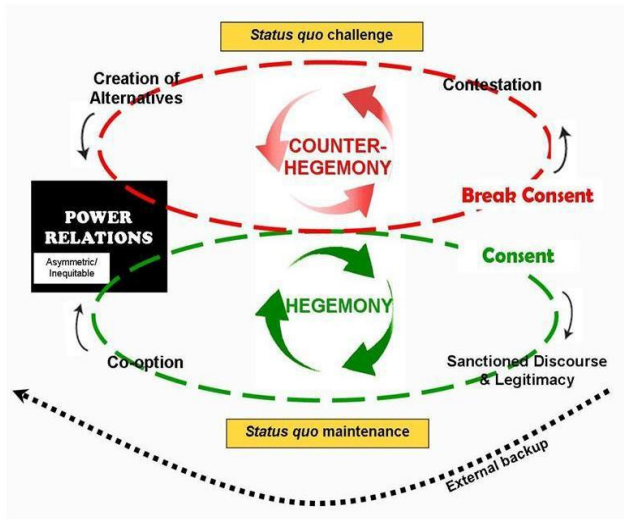 Status quo challenge
Creation of
Alternatives
Contestation
COUNTER-
HEGEMONY
Break Consent
POWER
RELATIONS
Asymmetric/
Inequitable
Consent
HEGEMONY
Co-option
Sanctioned Discourse
& Legitimacy
Status quo maintenance
External backup